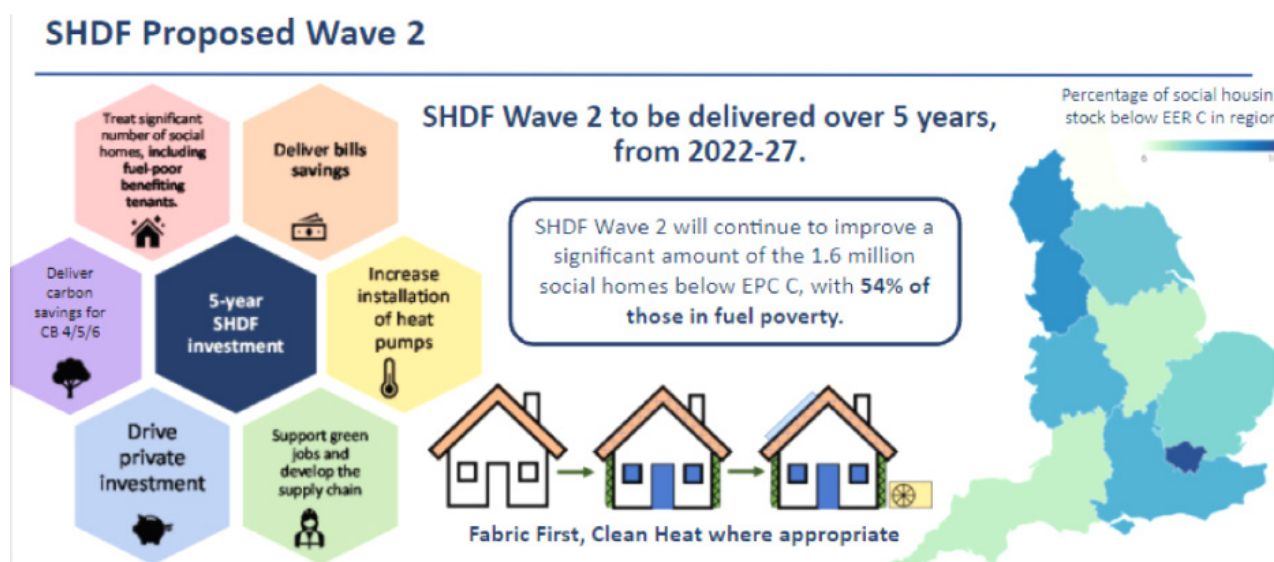 SHDF Proposed Wave 2
Treat significant
number of social
homes, including
fuel-poor
benefiting
tenants.
Deliver bills
savings
Deliver
carbon
savings for
CB 4/5/6
5-year
SHDF
investment
Increase
installation
of heat
pumps
Drive
private
investment
Support green
jobs and
develop the
supply chain
SHDF Wave 2 to be delivered over 5 years,
from 2022-27.
SHDF Wave 2 will continue to improve a
significant amount of the 1.6 million
social homes below EPC C, with 54% of
those in fuel poverty.
Fabric First, Clean Heat where appropriate
Percentage of social housin
stock below EER C in region
6